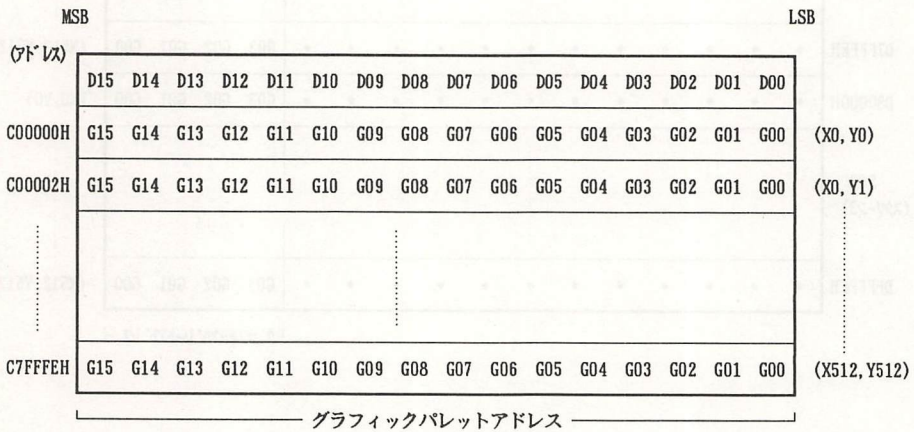 MSB LSB
(アドレス)
D15 D14 D13 D12 D11 D10 D09 D08 D07 D06 D05 D04 D03 D02 D01 D00
C00000H G15 G14 G13 G12 G11 G10 G09 G08 G07 G06 G05 G04 G03 G02 G01 G00 (X0,Y0)
C00002H G15 G14 G13 G12 G11 G10 G09 G08 G07 G06 G05 G04 G03 G02 G01 G00 (X0,Y1)
C7FFFEH G15 G14 G13 G12 G11 G10 G09 G08 G07 G06 G05 G04 G03 G02 G01 G00 (X512,Y512)
グラフィックパレットアドレス